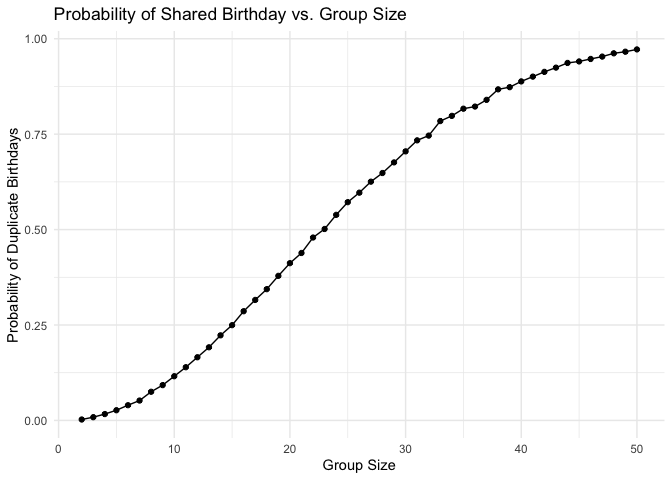 Probability of Shared Birthday vs. Group Size
1.00
0.75
0.50
0.25
0.00
Probability of Duplicate Birthdays
0 10 20 30 40 50
Group Size